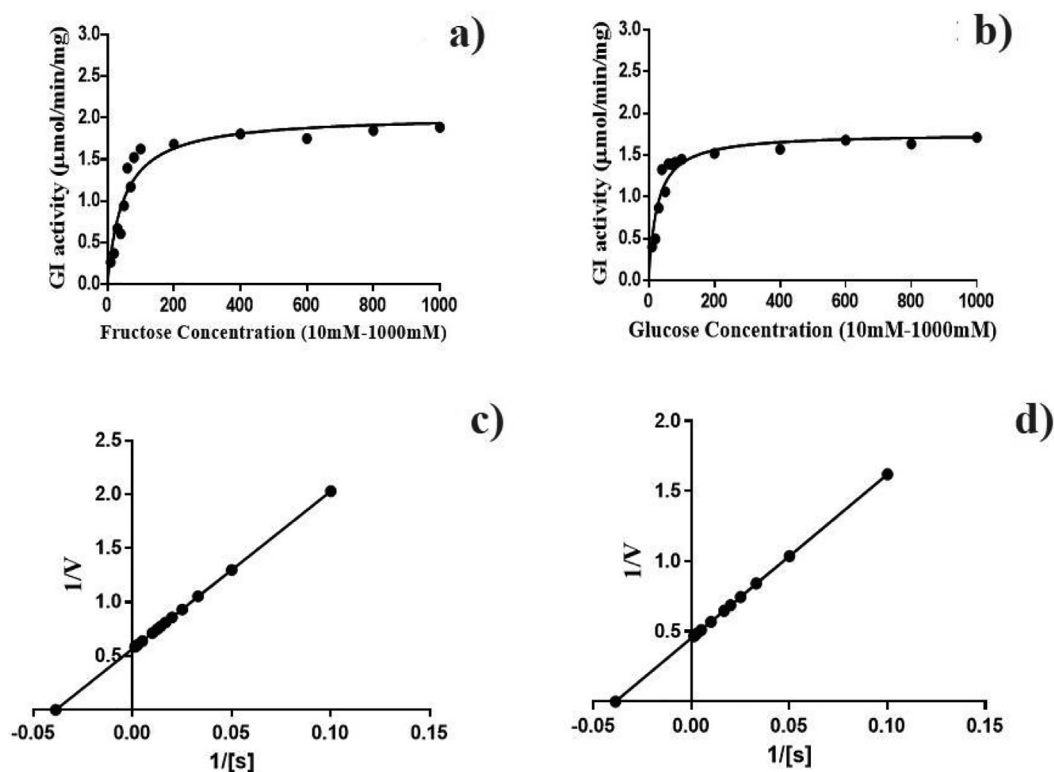 a)
3.0
2.5
2.0
1.5
1.0
0.5
0.0
GI activity (μmol/min/mg)
0 200 400 600 800 1000
Fructose Concentration (10mM-1000mM)
b)
3.0
2.5
2.0
1.5
1.0
0.5
0.0
GI activity (μmol/min/mg)
0 200 400 600 800 1000
Glucose Concentration (10mM-1000mM)
c)
2.5
2.0
1.5
1.0
0.5
1/V
-0.05 0.00 0.05 0.10 0.15
1/[s]
d)
2.0
1.5
1.0
0.5
1/V
-0.05 0.00 0.05 0.10 0.15
1/[s]